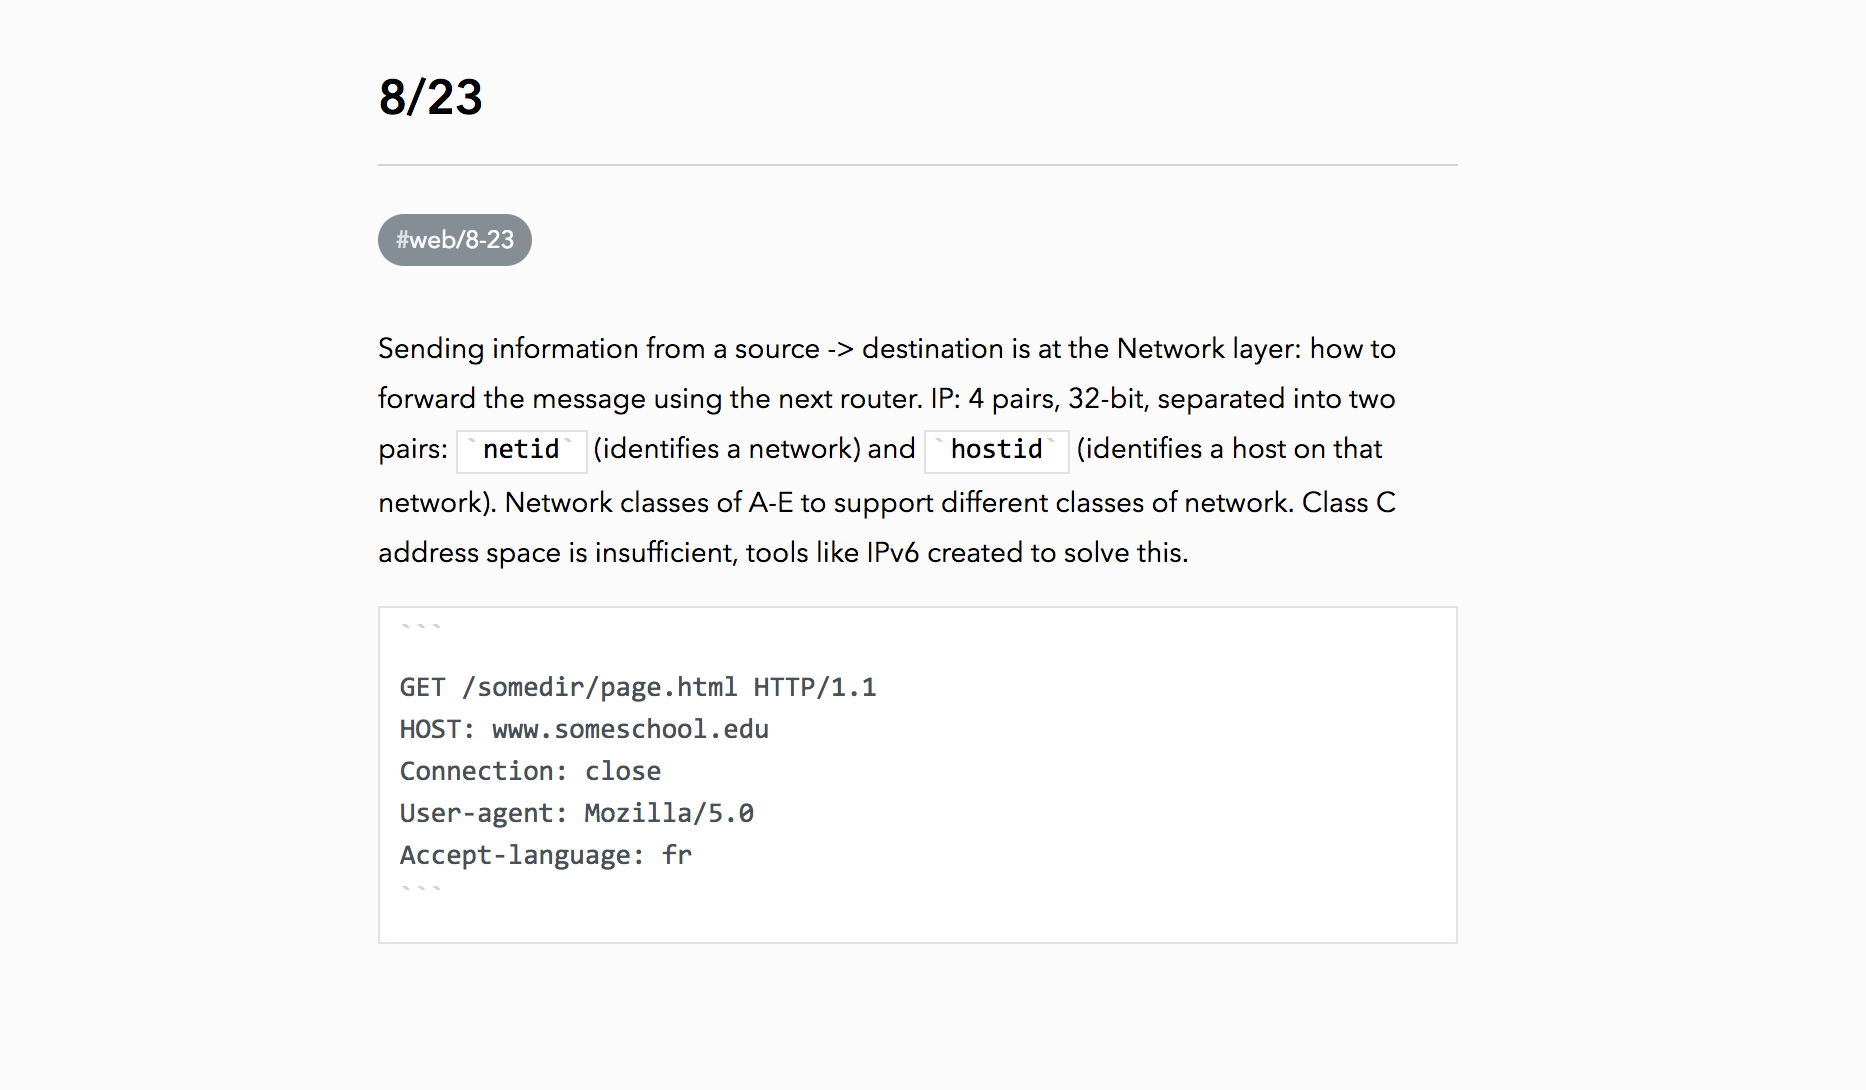 8/23
#web/8-23
Sending information from a source -> destination is at the Network layer: how to
forward the message using the next router. IP: 4 pairs, 32-bit, separated into two
pairs: `netid` (identifies a network) and `hostid` (identifies a host on that
network). Network classes of A-E to support different classes of network. Class C
address space is insufficient, tools like IPv6 created to solve this.
```
GET /somedir/page.html HTTP/1.1
HOST: www.someschool.edu
Connection: close
User-agent: Mozilla/5.0
Accept-language: fr
```